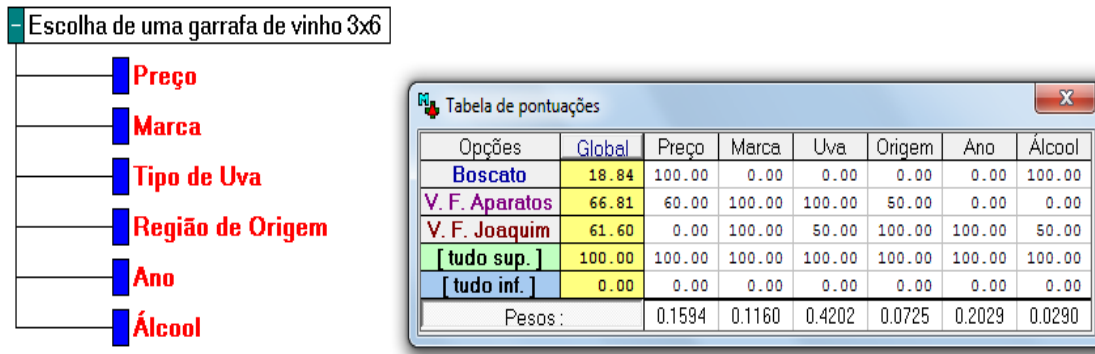 Escolha de uma garrafa de vinho 3x6
Preço
Marca
Tipo de Uva
Região de Origem
Ano
Álcool
Tabela de pontuações
Opções Global Preço Marca Uva Origem Ano Álcool
Boscato 18.84 100.00 0.00 0.00 0.00 0.00 100.00
V. F. Aparatos 66.81 60.00 100.00 100.00 50.00 0.00 0.00
V. F. Joaquim 61.60 0.00 100.00 50.00 100.00 100.00 50.00
[ tudo sup. ] 100.00 100.00 100.00 100.00 100.00 100.00 100.00
[ tudo inf. ] 0.00 0.00 0.00 0.00 0.00 0.00 0.00
Pesos : 0.1594 0.1160 0.4202 0.0725 0.2029 0.0290